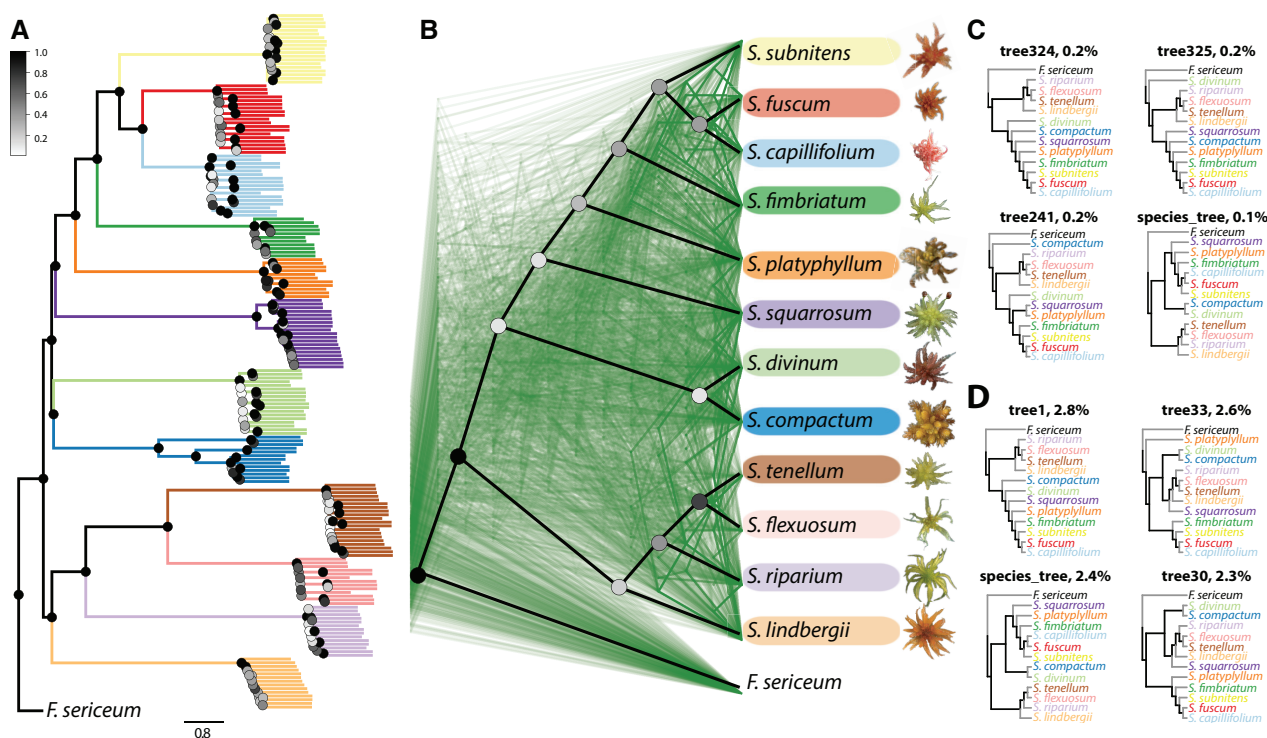 A
1.0
0.8
0.6
0.4
0.2
F. sericeum
0.8
B
S. subnitens
S. fuscum
S. capillifolium
S. fimbriatum
S. platyphyllum
S. squarrosum
S. divinum
S. compactum
S. tenellum
S. flexuosum
S. riparium
S. lindbergii
F. sericeum
C
tree324, 0.2%
F. sericeum
S. riparium
S. flexuosum
S. tenellum
S. lindbergii
S. divinum
S. compactum
S. squarrosum
S. platyphyllum
S. fimbriatum
S. subnitens
S. fuscum
S. capillifolium
tree325, 0.2%
F. sericeum
S. divinum
S. riparium
S. flexuosum
S. tenellum
S. lindbergii
S. squarrosum
S. compactum
S. platyphyllum
S. fimbriatum
S. subnitens
S. fuscum
S. capillifolium
tree241, 0.2%
F. sericeum
S. compactum
S. riparium
S. flexuosum
S. tenellum
S. lindbergii
S. divinum
S. squarrosum
S. platyphyllum
S. fimbriatum
S. subnitens
S. fuscum
S. capillifolium
species_tree, 0.1%
F. sericeum
S. squarrosum
S. platyphyllum
S. fimbriatum
S. capillifolium
S. fuscum
S. subnitens
S. compactum
S. divinum
S. tenellum
S. flexuosum
S. riparium
S. lindbergii
D
tree1, 2.8%
F. sericeum
S. riparium
S. flexuosum
S. tenellum
S. lindbergii
S. compactum
S. divinum
S. squarrosum
S. platyphyllum
S. fimbriatum
S. subnitens
S. fuscum
S. capillifolium
tree33, 2.6%
F. sericeum
S. platyphyllum
S. divinum
S. compactum
S. riparium
S. flexuosum
S. tenellum
S. lindbergii
S. squarrosum
S. fimbriatum
S. subnitens
S. fuscum
S. capillifolium
species_tree, 2.4%
F. sericeum
S. squarrosum
S. platyphyllum
S. fimbriatum
S. capillifolium
S. fuscum
S. subnitens
S. compactum
S. divinum
S. tenellum
S. flexuosum
S. riparium
S. lindbergii
tree30, 2.3%
F. sericeum
S. divinum
S. compactum
S. riparium
S. flexuosum
S. tenellum
S. lindbergii
S. squarrosum
S. platyphyllum
S. fimbriatum
S. subnitens
S. fuscum
S. capillifolium